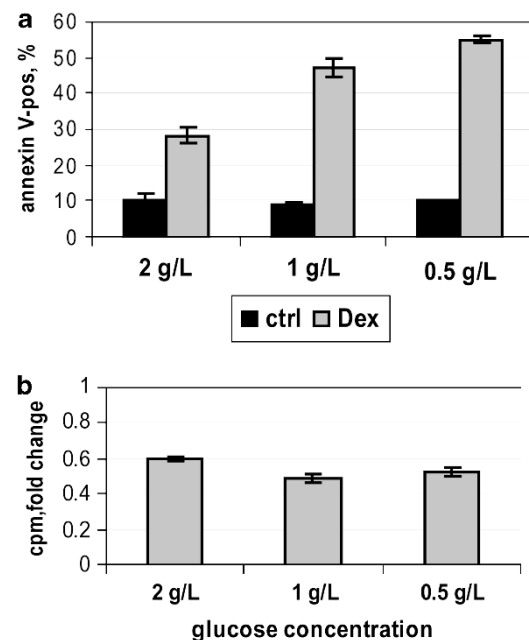 a
annexin V-pos, %
60
50
40
30
20
10
0
2 g/L 1 g/L 0.5 g/L
ctrl Dex
b
cpm,fold change
1
0.8
0.6
0.4
0.2
0
2 g/L 1 g/L 0.5 g/L
glucose concentration